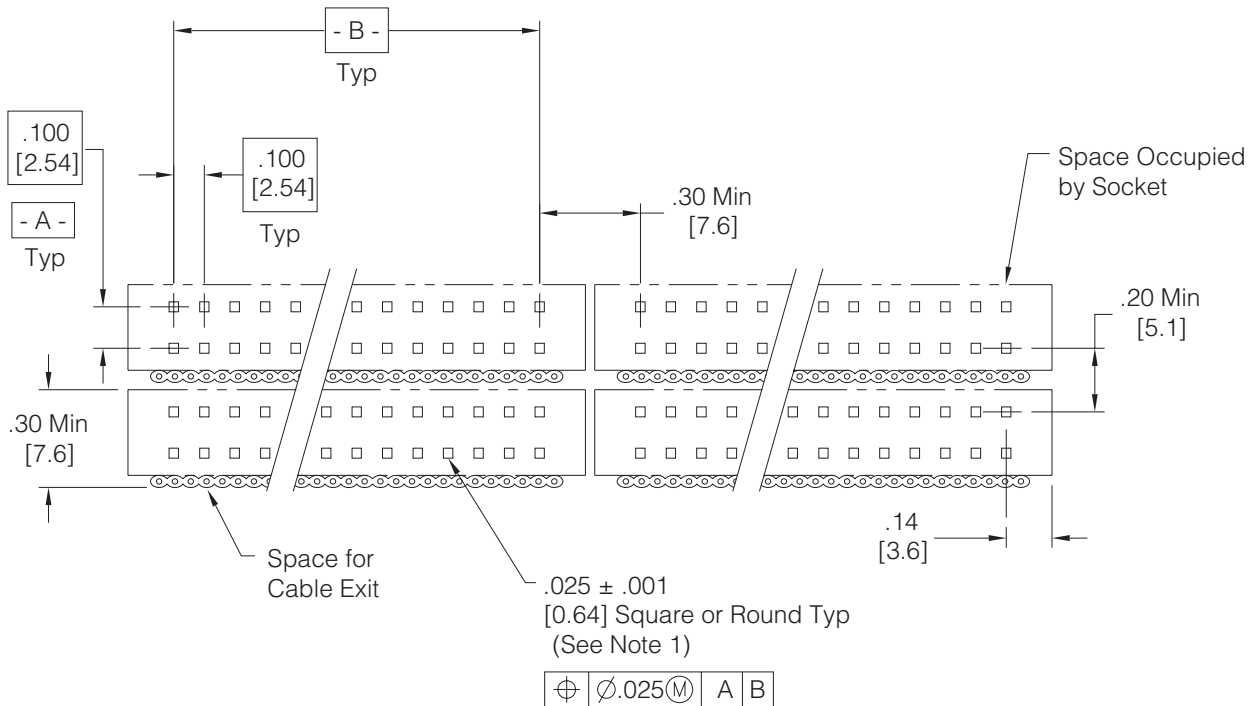 - B -
Typ
.100
[2.54]
- A -
Typ
.100
[2.54]
Typ
.30 Min
[7.6]
Space Occupied
by Socket
.20 Min
[5.1]
.30 Min
[7.6]
.14
[3.6]
Space for
Cable Exit
.025 ± .001
[0.64] Square or Round Typ
(See Note 1)
⌖ ∅.025Ⓜ A B